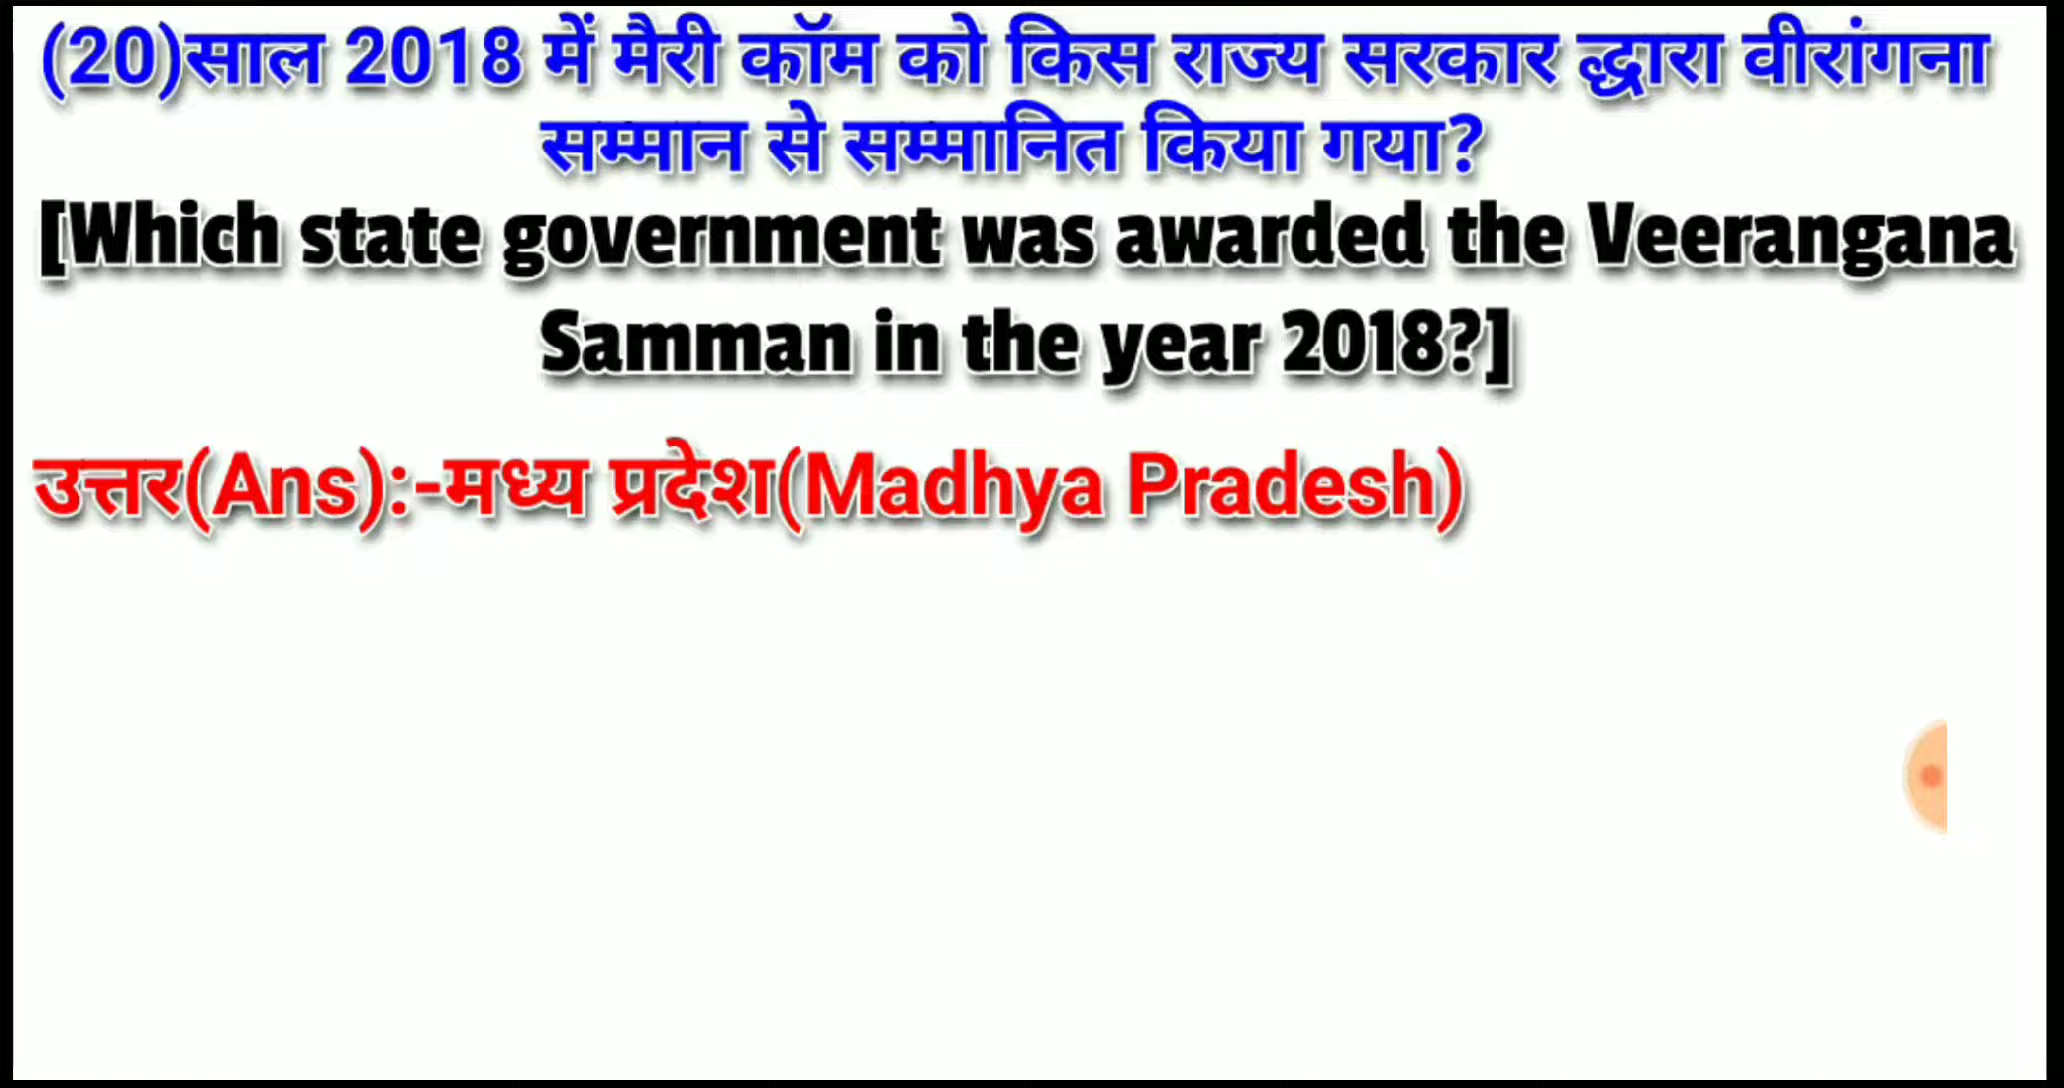 (20)साल 2018 में मैरी कॉम को किस राज्य सरकार द्धारा वीरांगना
सम्मान से सम्मानित किया गया?
[Which state government was awarded the Veerangana
Samman in the year 2018?]
उत्तर(Ans):-मध्य प्रदेश(Madhya Pradesh)